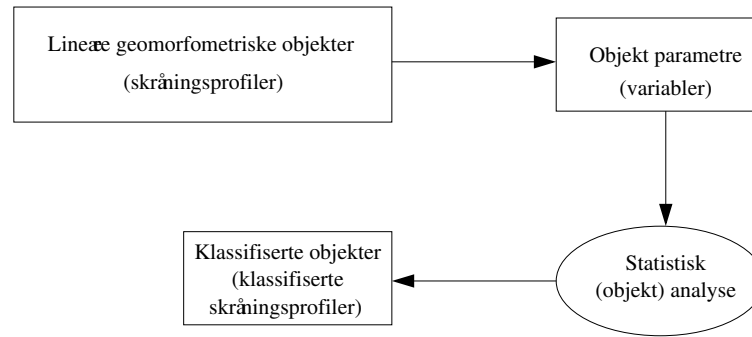 Lineære geomorfometriske objekter
(skråningsprofiler)
Objekt parametre
(variabler)
Statistisk
(objekt) analyse
Klassifiserte objekter
(klassifiserte
skråningsprofiler)